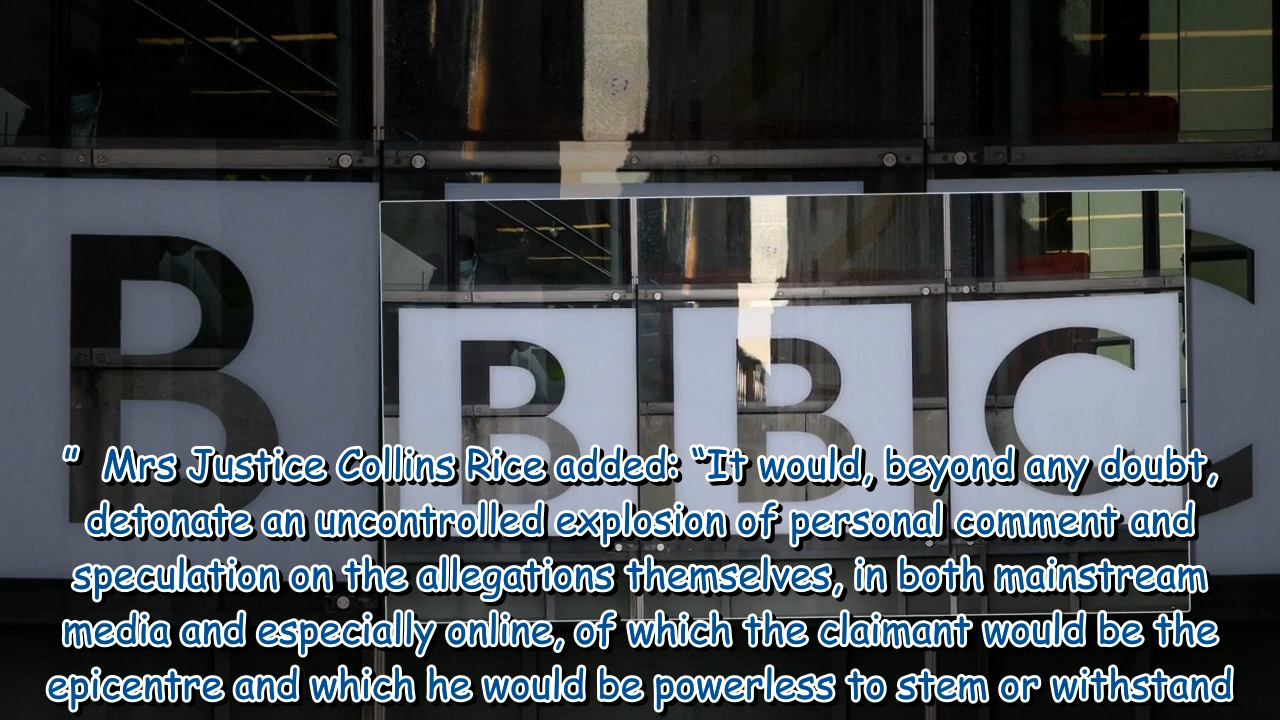 B C
BBC
” Mrs Justice Collins Rice added: “It would, beyond any doubt,
detonate an uncontrolled explosion of personal comment and
speculation on the allegations themselves, in both mainstream
media and especially online, of which the claimant would be the
epicentre and which he would be powerless to stem or withstand